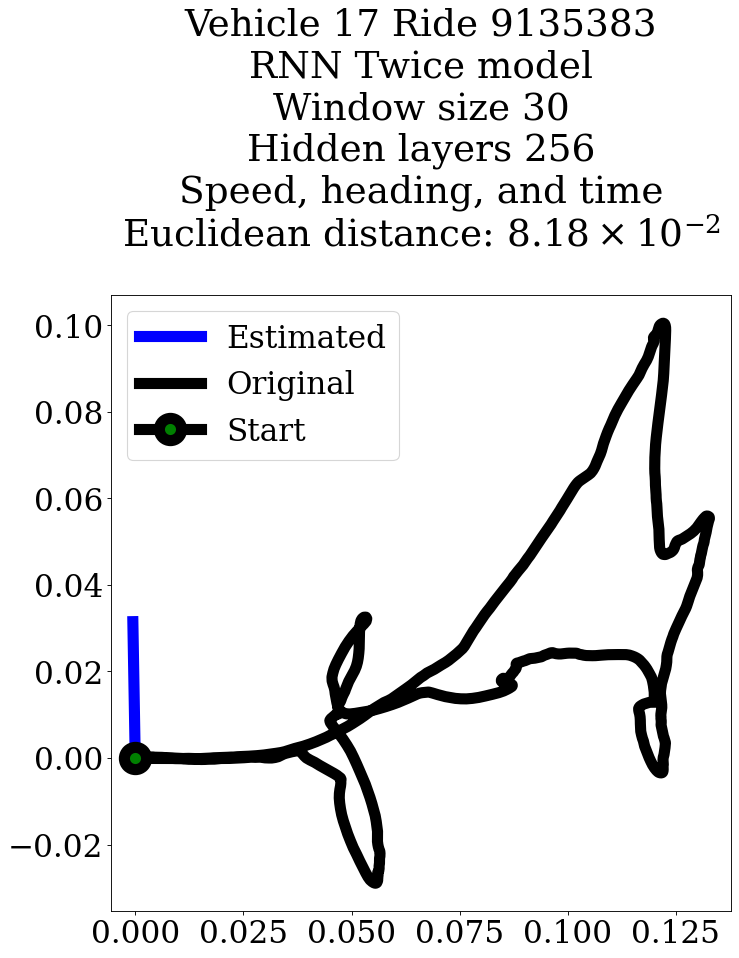 Vehicle 17 Ride 9135383
RNN Twice model
Window size 30
Hidden layers 256
Speed, heading, and time
Euclidean distance: 8.18 × 10⁻²
Estimated
Original
Start
0.10
0.08
0.06
0.04
0.02
0.00
−0.02
0.000 0.025 0.050 0.075 0.100 0.125